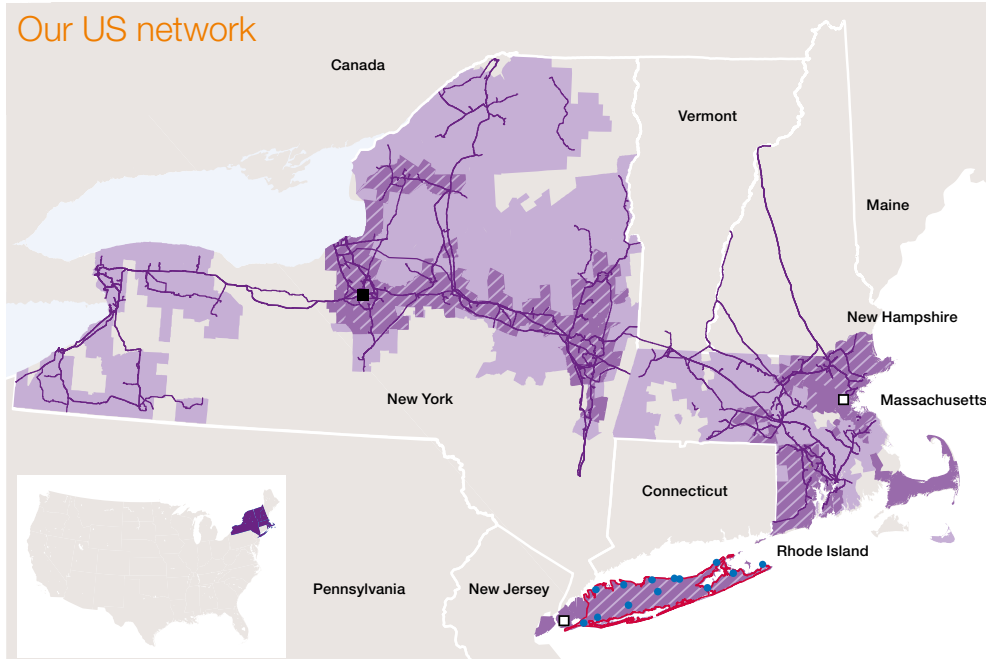 Our US network
Canada
Vermont
Maine
New Hampshire
New York
Massachusetts
Connecticut
Rhode Island
Pennsylvania
New Jersey